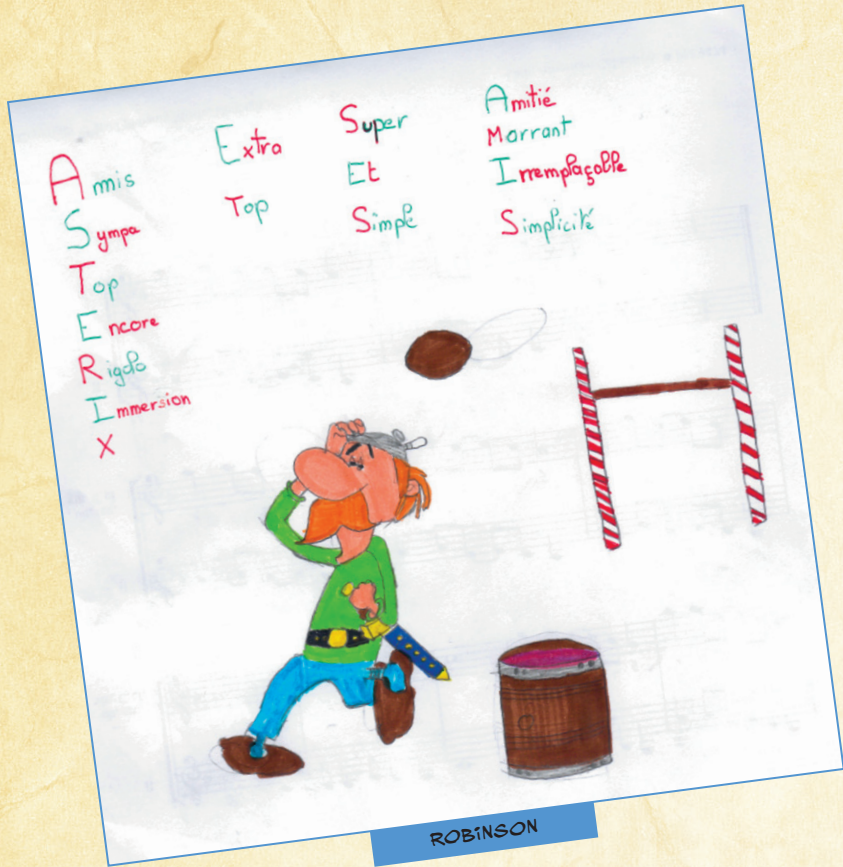 Amis
Sympa
Top
Encore
Rigolo
Immersion
X
Extra
Top
Super
Et
Simple
Amitié
Marrant
Irremplaçable
Simplicité
ROBINSON